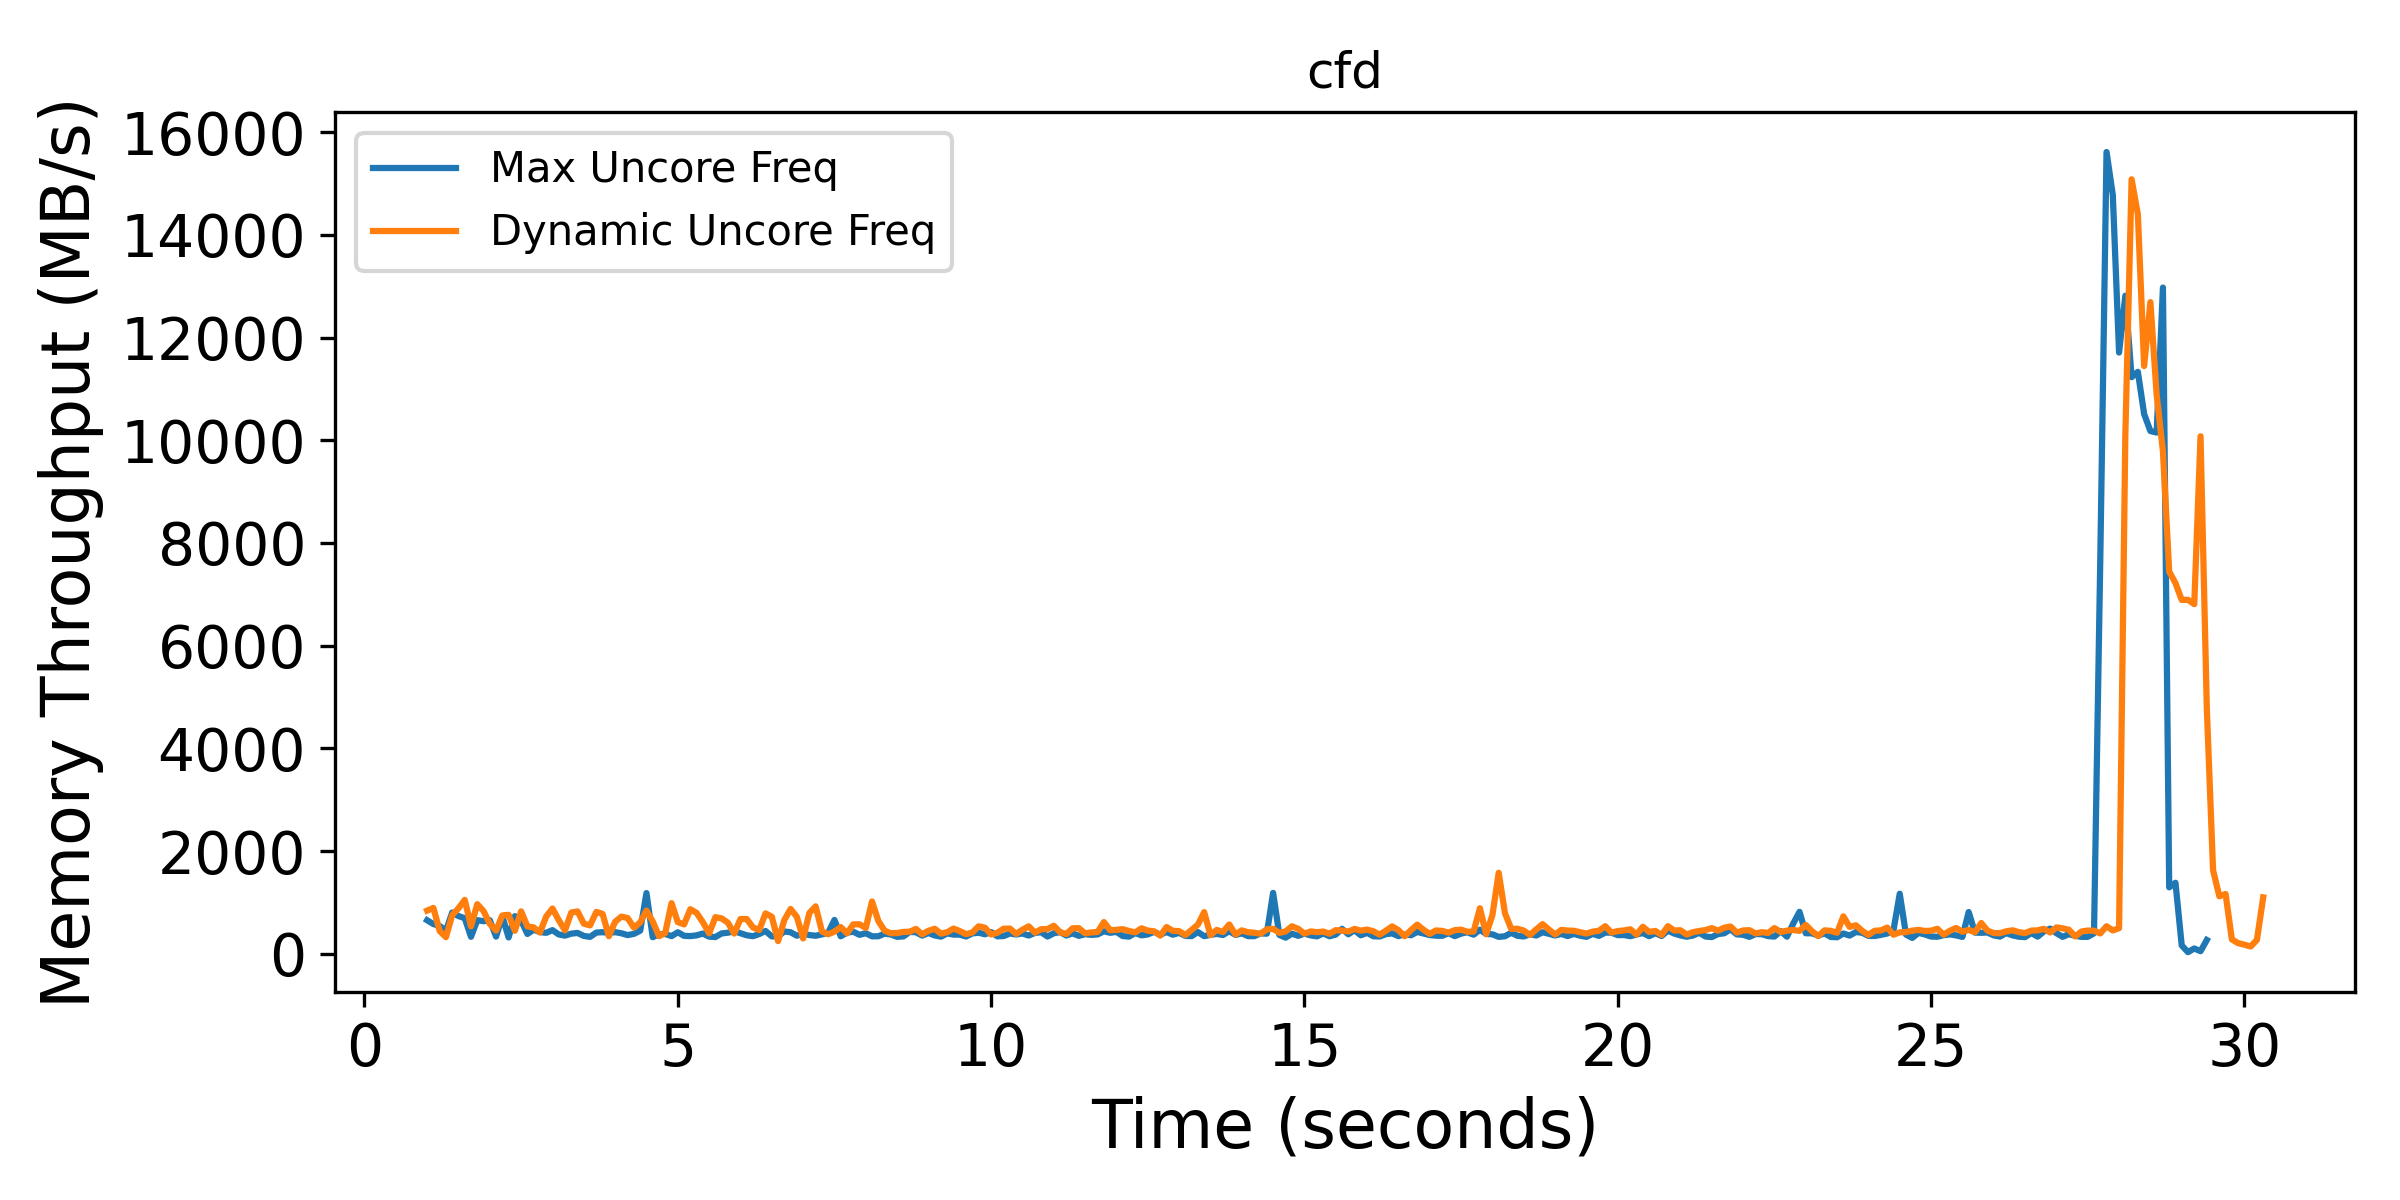 cfd
Memory Throughput (MB/s)
16000
14000
12000
10000
8000
6000
4000
2000
0
Max Uncore Freq
Dynamic Uncore Freq
0 5 10 15 20 25 30
Time (seconds)